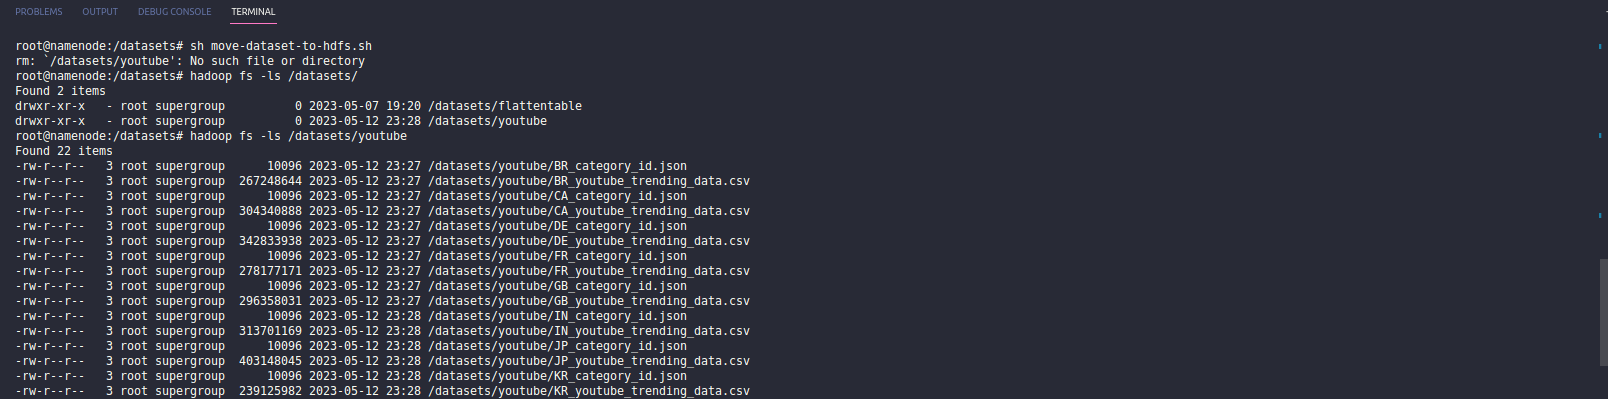 PROBLEMS OUTPUT DEBUG CONSOLE TERMINAL
root@namenode:/datasets# sh move-dataset-to-hdfs.sh
rm: `/datasets/youtube': No such file or directory
root@namenode:/datasets# hadoop fs -ls /datasets/
Found 2 items
drwxr-xr-x   - root supergroup          0 2023-05-07 19:20 /datasets/flattentable
drwxr-xr-x   - root supergroup          0 2023-05-12 23:28 /datasets/youtube
root@namenode:/datasets# hadoop fs -ls /datasets/youtube
Found 22 items
-rw-r--r--   3 root supergroup      10096 2023-05-12 23:27 /datasets/youtube/BR_category_id.json
-rw-r--r--   3 root supergroup  267248644 2023-05-12 23:27 /datasets/youtube/BR_youtube_trending_data.csv
-rw-r--r--   3 root supergroup      10096 2023-05-12 23:27 /datasets/youtube/CA_category_id.json
-rw-r--r--   3 root supergroup  304340888 2023-05-12 23:27 /datasets/youtube/CA_youtube_trending_data.csv
-rw-r--r--   3 root supergroup      10096 2023-05-12 23:27 /datasets/youtube/DE_category_id.json
-rw-r--r--   3 root supergroup  342833938 2023-05-12 23:27 /datasets/youtube/DE_youtube_trending_data.csv
-rw-r--r--   3 root supergroup      10096 2023-05-12 23:27 /datasets/youtube/FR_category_id.json
-rw-r--r--   3 root supergroup  278177171 2023-05-12 23:27 /datasets/youtube/FR_youtube_trending_data.csv
-rw-r--r--   3 root supergroup      10096 2023-05-12 23:27 /datasets/youtube/GB_category_id.json
-rw-r--r--   3 root supergroup  296358031 2023-05-12 23:27 /datasets/youtube/GB_youtube_trending_data.csv
-rw-r--r--   3 root supergroup      10096 2023-05-12 23:28 /datasets/youtube/IN_category_id.json
-rw-r--r--   3 root supergroup  313701169 2023-05-12 23:28 /datasets/youtube/IN_youtube_trending_data.csv
-rw-r--r--   3 root supergroup      10096 2023-05-12 23:28 /datasets/youtube/JP_category_id.json
-rw-r--r--   3 root supergroup  403148045 2023-05-12 23:28 /datasets/youtube/JP_youtube_trending_data.csv
-rw-r--r--   3 root supergroup      10096 2023-05-12 23:28 /datasets/youtube/KR_category_id.json
-rw-r--r--   3 root supergroup  239125982 2023-05-12 23:28 /datasets/youtube/KR_youtube_trending_data.csv